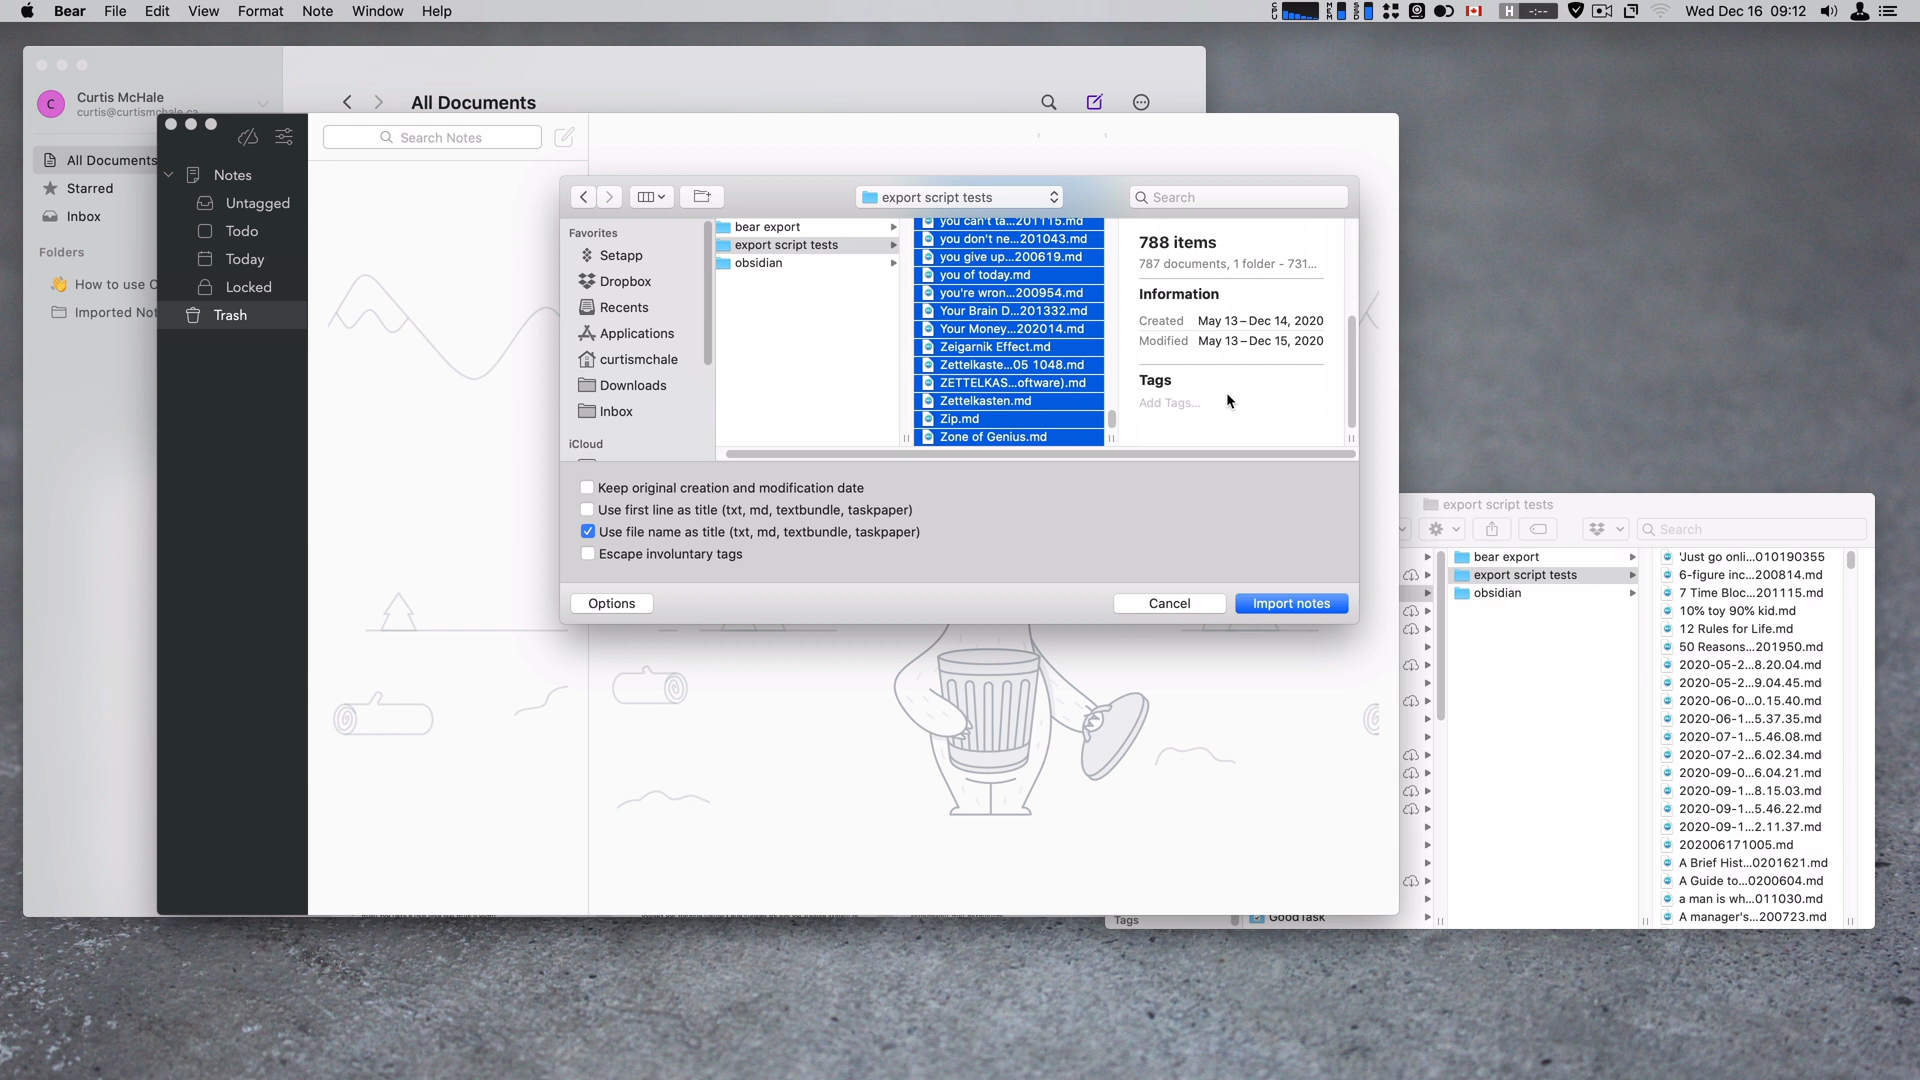 Bear File Edit View Format Note Window Help
H -:-- Wed Dec 16 09:12
C Curtis McHale
All Documents
All Documents
Starred
Inbox
Folders
How to use C
Imported Not
Search Notes
Notes
Untagged
Todo
Today
Locked
Trash
export script tests
Search
Favorites
Setapp
Dropbox
Recents
Applications
curtismchale
Downloads
Inbox
iCloud
bear export
export script tests
obsidian
you can't ta...201115.md
you don't ne...201043.md
you give up...200619.md
you of today.md
you're wron...200954.md
Your Brain D...201332.md
Your Money...202014.md
Zeigarnik Effect.md
Zettelkaste...05 1048.md
ZETTELKAS...oftware).md
Zettelkasten.md
Zip.md
Zone of Genius.md
788 items
787 documents, 1 folder - 731...
Information
Created May 13 – Dec 14, 2020
Modified May 13 – Dec 15, 2020
Tags
Add Tags...
Keep original creation and modification date
Use first line as title (txt, md, textbundle, taskpaper)
Use file name as title (txt, md, textbundle, taskpaper)
Escape involuntary tags
Options
Cancel
Import notes
export script tests
Search
bear export
export script tests
obsidian
'Just go onli...010190355
6-figure inc...200814.md
7 Time Bloc...201115.md
10% toy 90% kid.md
12 Rules for Life.md
50 Reasons...201950.md
2020-05-2...8.20.04.md
2020-05-2...9.04.45.md
2020-06-0...0.15.40.md
2020-06-1...5.37.35.md
2020-07-1...5.46.08.md
2020-07-2...6.02.34.md
2020-09-0...6.04.21.md
2020-09-1...8.15.03.md
2020-09-1...5.46.22.md
2020-09-1...2.11.37.md
202006171005.md
A Brief Hist...0201621.md
A Guide to...0200604.md
a man is wh...011030.md
A manager's...200723.md
Tags
GoodTask